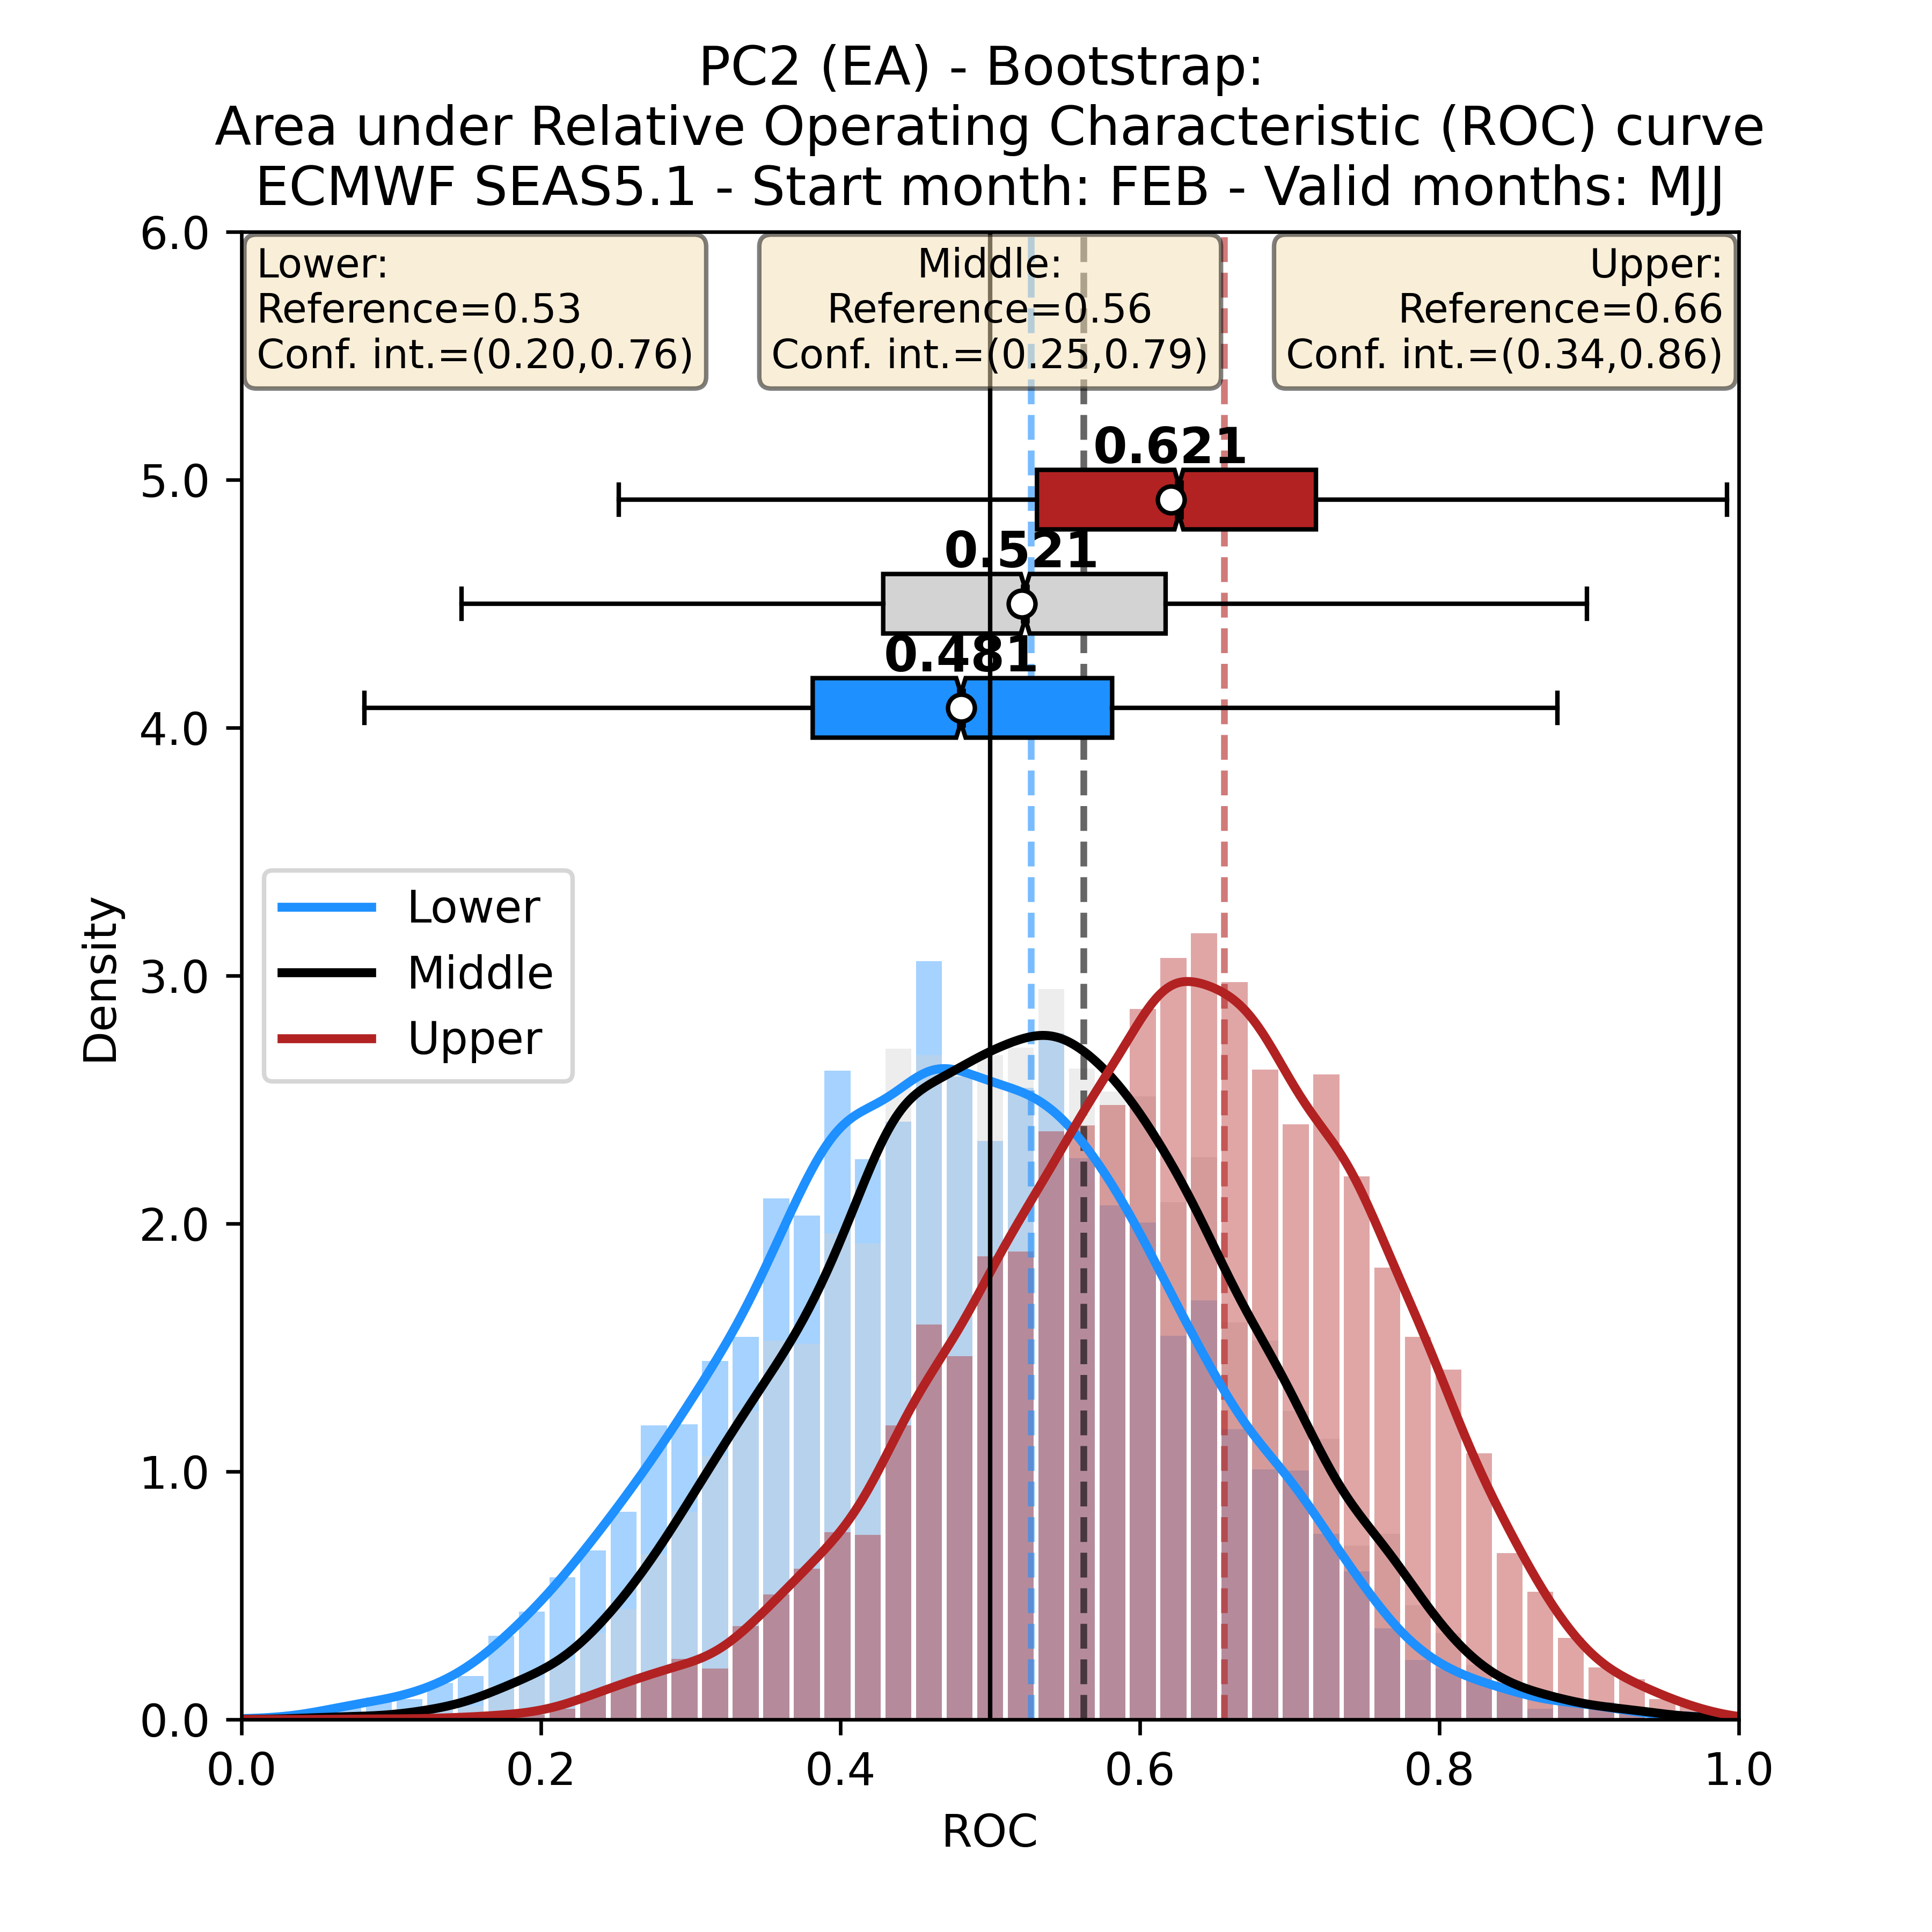 PC2 (EA) - Bootstrap:
Area under Relative Operating Characteristic (ROC) curve
ECMWF SEAS5.1 - Start month: FEB - Valid months: MJJ
6.0
Lower:
Reference=0.53
Conf. int.=(0.20,0.76)
Middle:
Reference=0.56
Conf. int.=(0.25,0.79)
Upper:
Reference=0.66
Conf. int.=(0.34,0.86)
0.621
5.0
0.521
0.481
4.0
Lower
Middle
Upper
Density
3.0
2.0
1.0
0.0
0.0 0.2 0.4 0.6 0.8 1.0
ROC